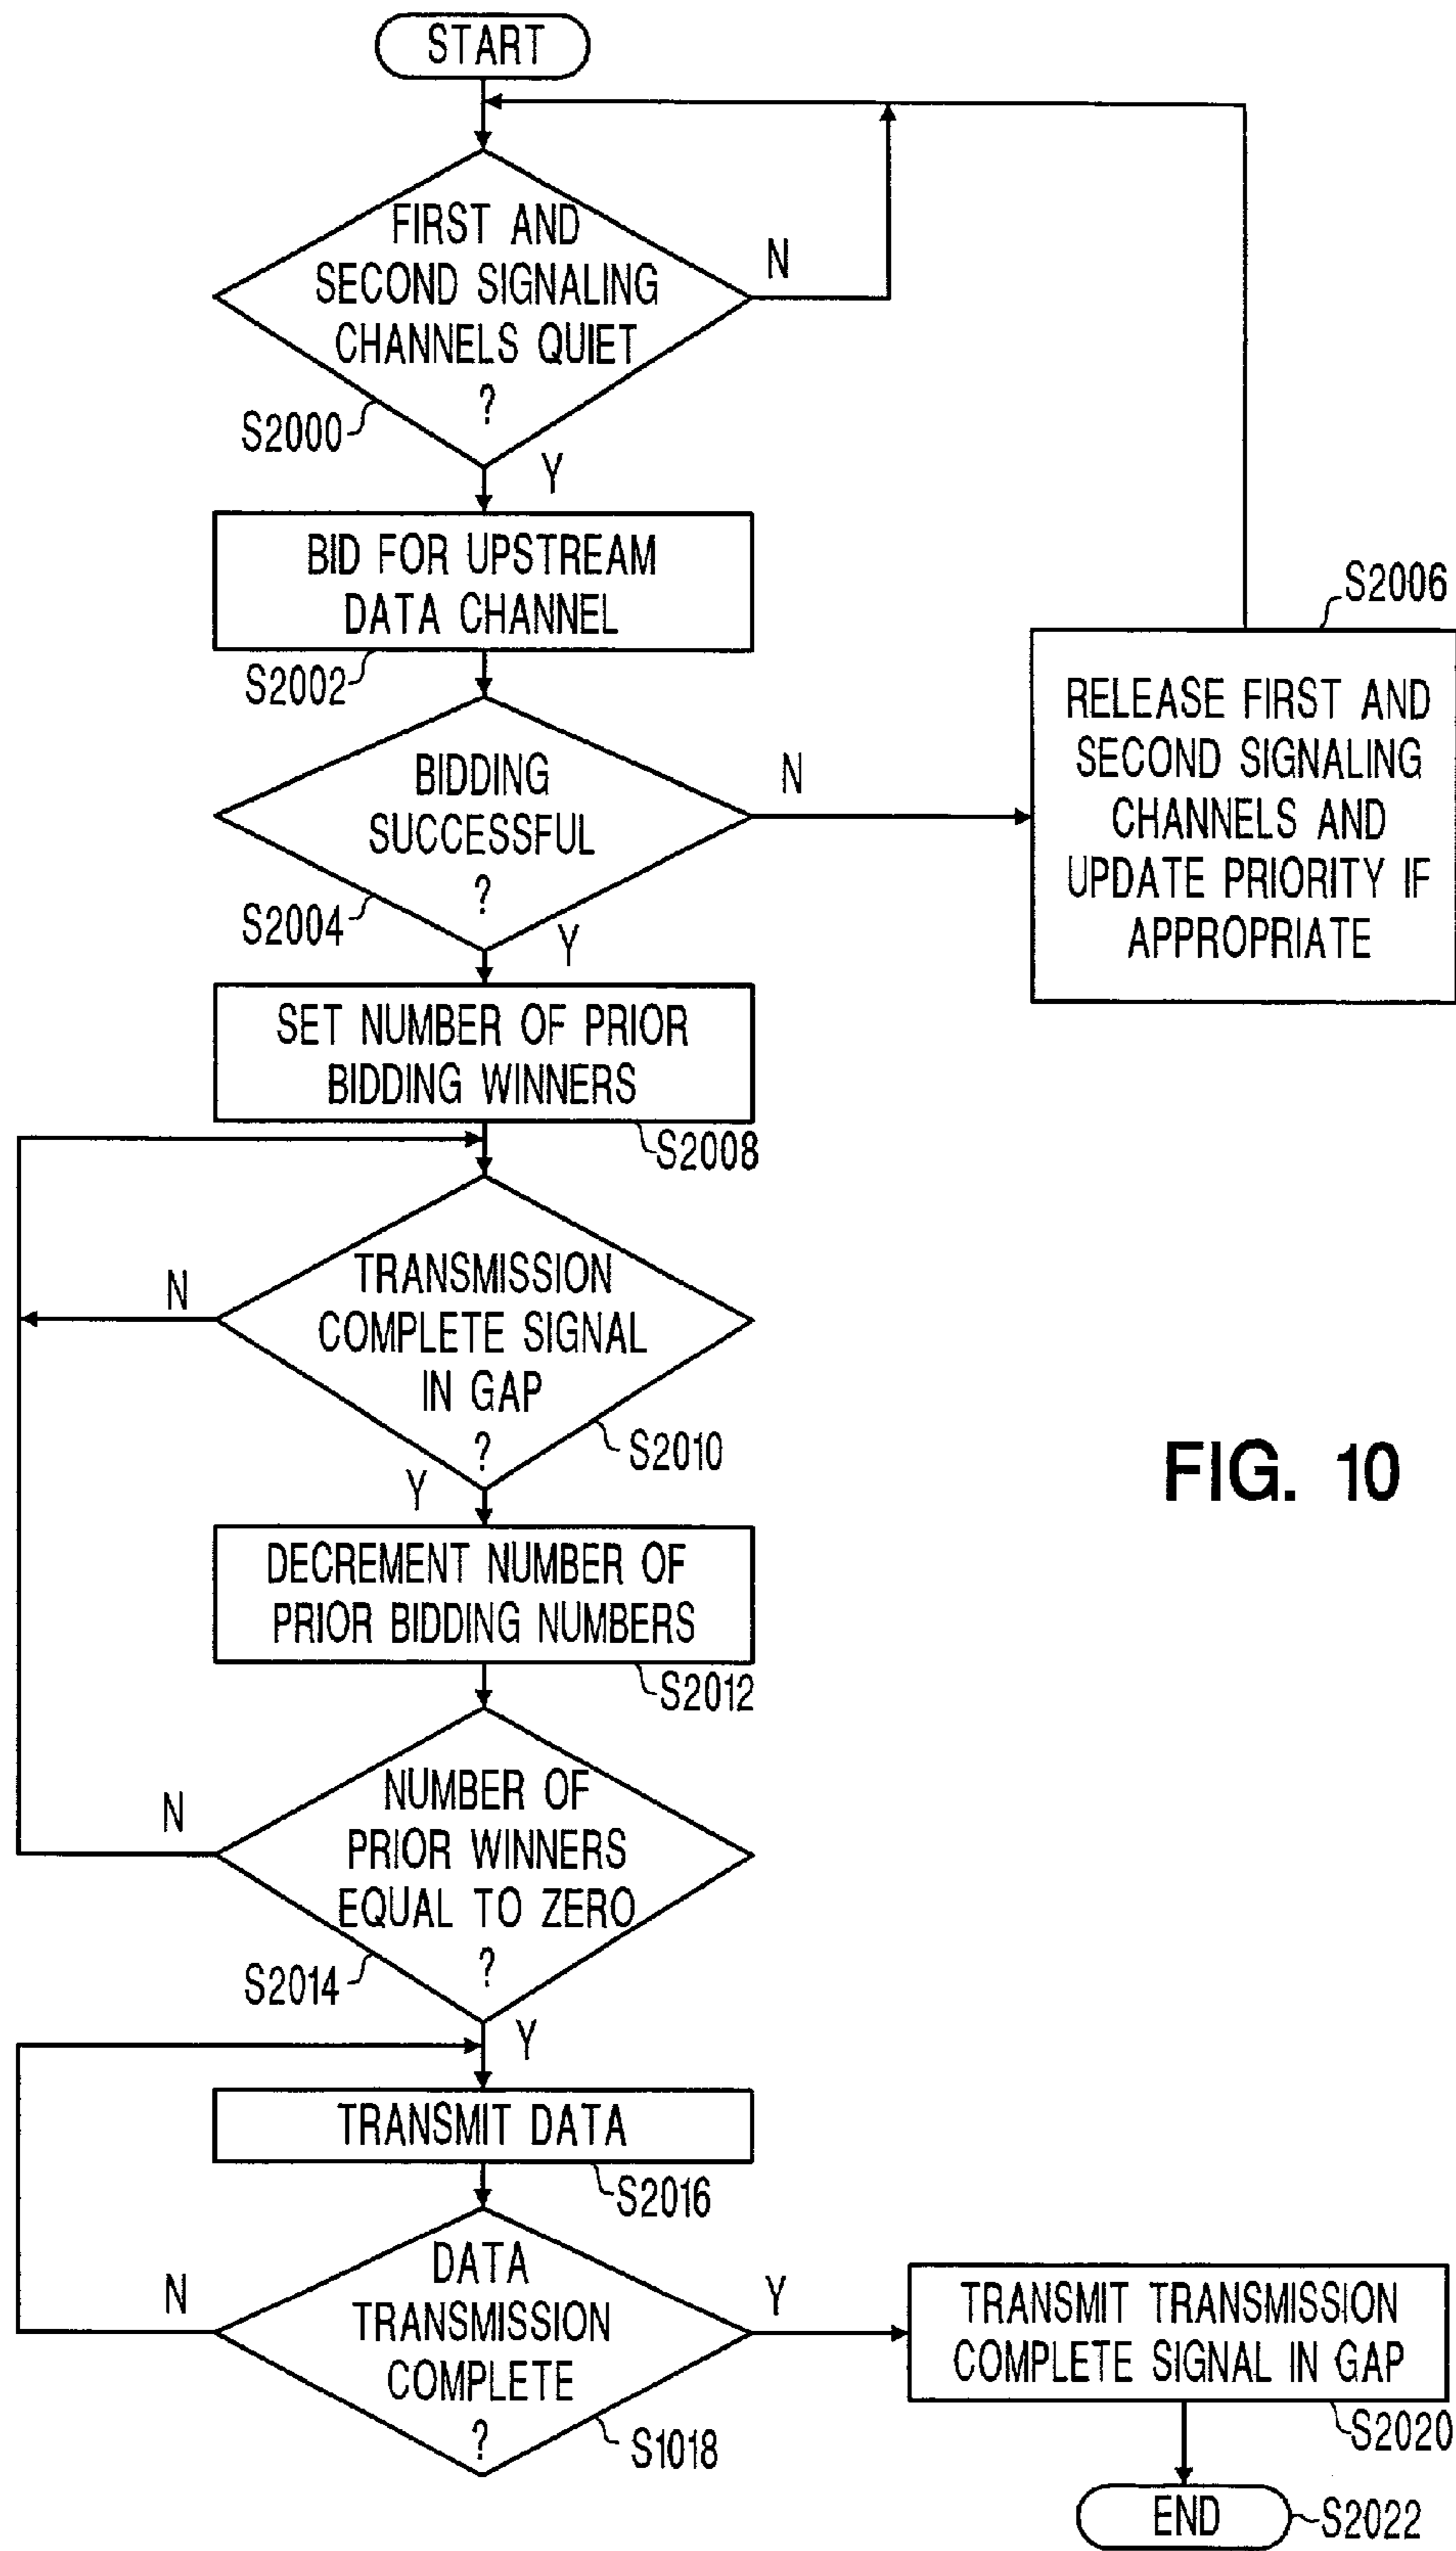 START
FIRST AND
SECOND SIGNALING
CHANNELS QUIET
?
N
S2000
Y
BID FOR UPSTREAM
DATA CHANNEL
S2002
S2006
RELEASE FIRST AND
SECOND SIGNALING
CHANNELS AND
UPDATE PRIORITY IF
APPROPRIATE
BIDDING
SUCCESSFUL
?
N
S2004
Y
SET NUMBER OF PRIOR
BIDDING WINNERS
S2008
TRANSMISSION
COMPLETE SIGNAL
IN GAP
?
N
S2010
Y
FIG. 10
DECREMENT NUMBER OF
PRIOR BIDDING NUMBERS
S2012
NUMBER OF
PRIOR WINNERS
EQUAL TO ZERO
?
N
S2014
Y
TRANSMIT DATA
S2016
DATA
TRANSMISSION
COMPLETE
?
N
Y
S1018
TRANSMIT TRANSMISSION
COMPLETE SIGNAL IN GAP
S2020
END
S2022